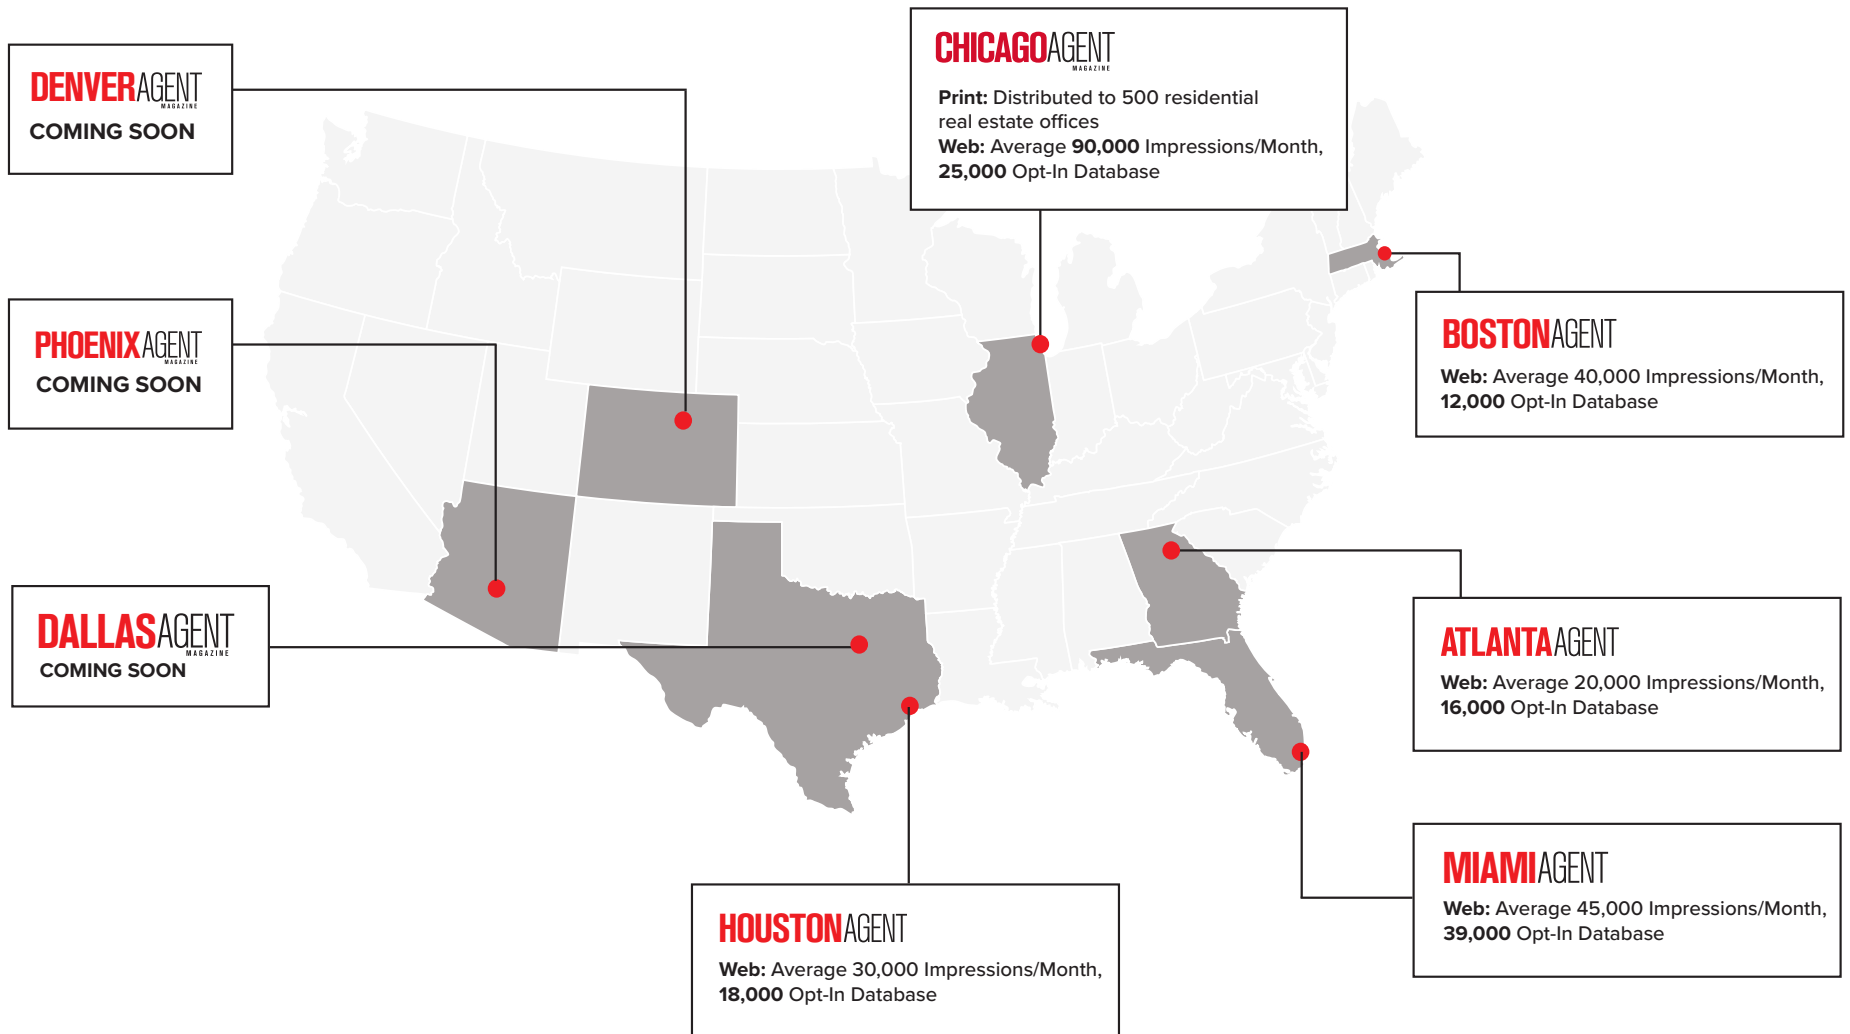 DENVERAGENT
MAGAZINE
COMING SOON
CHICAGOAGENT
MAGAZINE
Print: Distributed to 500 residential
real estate offices
Web: Average 90,000 Impressions/Month,
25,000 Opt-In Database
PHOENIXAGENT
MAGAZINE
COMING SOON
BOSTONAGENT
Web: Average 40,000 Impressions/Month,
12,000 Opt-In Database
DALLASAGENT
MAGAZINE
COMING SOON
ATLANTAAGENT
Web: Average 20,000 Impressions/Month,
16,000 Opt-In Database
MIAMIAGENT
Web: Average 45,000 Impressions/Month,
39,000 Opt-In Database
HOUSTONAGENT
Web: Average 30,000 Impressions/Month,
18,000 Opt-In Database